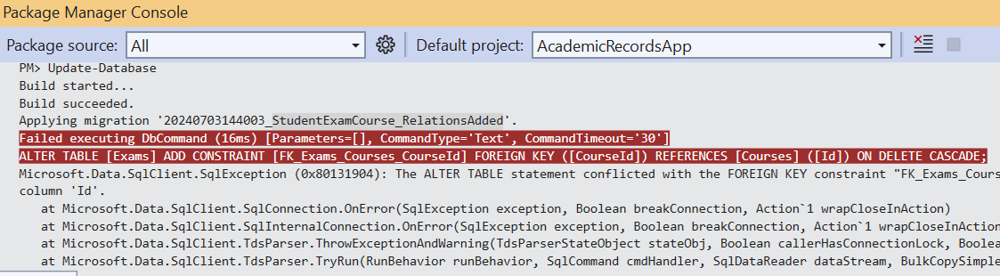 Package Manager Console
Package source: All Default project: AcademicRecordsApp
PM> Update-Database
Build started...
Build succeeded.
Applying migration '20240703144003_StudentExamCourse_RelationsAdded'.
Failed executing DbCommand (16ms) [Parameters=[], CommandType='Text', CommandTimeout='30']
ALTER TABLE [Exams] ADD CONSTRAINT [FK_Exams_Courses_CourseId] FOREIGN KEY ([CourseId]) REFERENCES [Courses] ([Id]) ON DELETE CASCADE;
Microsoft.Data.SqlClient.SqlException (0x80131904): The ALTER TABLE statement conflicted with the FOREIGN KEY constraint "FK_Exams_Cours
column 'Id'.
at Microsoft.Data.SqlClient.SqlConnection.OnError(SqlException exception, Boolean breakConnection, Action`1 wrapCloseInAction)
at Microsoft.Data.SqlClient.SqlInternalConnection.OnError(SqlException exception, Boolean breakConnection, Action`1 wrapCloseInAction
at Microsoft.Data.SqlClient.TdsParser.ThrowExceptionAndWarning(TdsParserStateObject stateObj, Boolean callerHasConnectionLock, Boolea
at Microsoft.Data.SqlClient.TdsParser.TryRun(RunBehavior runBehavior, SqlCommand cmdHandler, SqlDataReader dataStream, BulkCopySimple